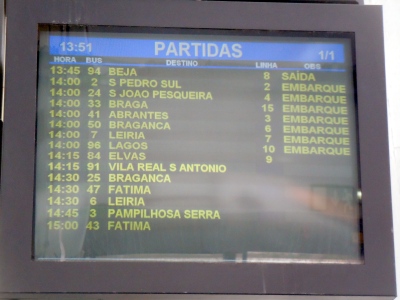 13:51 PARTIDAS 1/1
HORA BUS DESTINO LINHA OBS
13:45 94 BEJA 8 SAÍDA
14:00 2 S PEDRO SUL 2 EMBARQUE
14:00 24 S JOAO PESQUEIRA 4 EMBARQUE
14:00 33 BRAGA 15 EMBARQUE
14:00 41 ABRANTES 3 EMBARQUE
14:00 50 BRAGANCA 6 EMBARQUE
14:00 7 LEIRIA 7 EMBARQUE
14:00 96 LAGOS 10 EMBARQUE
14:15 84 ELVAS 9
14:15 91 VILA REAL S ANTONIO
14:30 25 BRAGANCA
14:30 47 FATIMA
14:30 6 LEIRIA
14:45 3 PAMPILHOSA SERRA
15:00 43 FATIMA